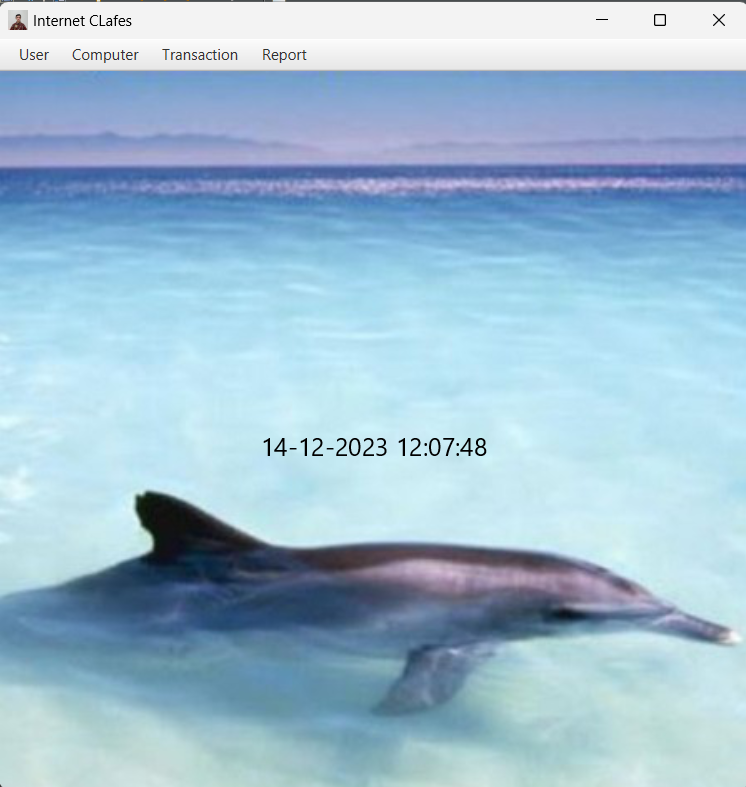 Internet CLafes
User Computer Transaction Report
14-12-2023 12:07:48